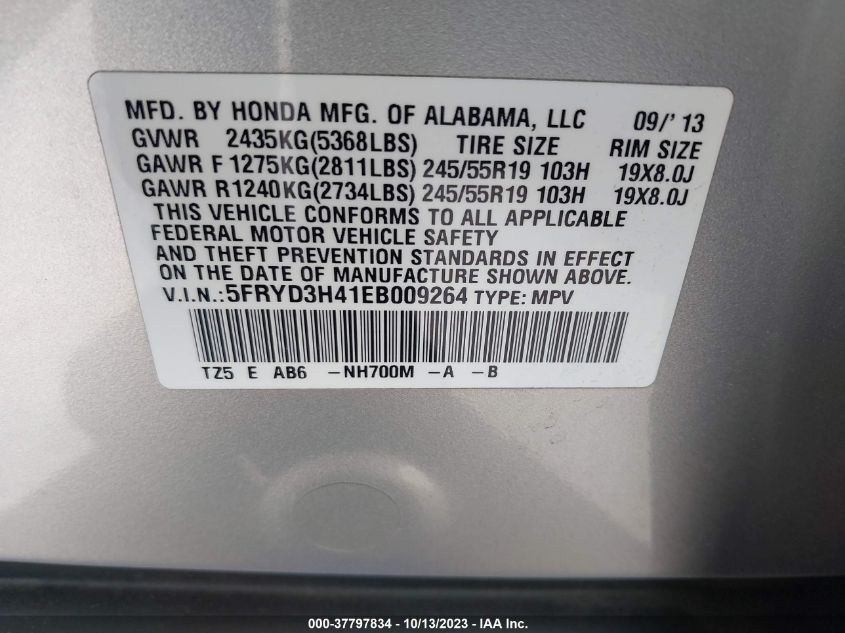 MFD. BY HONDA MFG. OF ALABAMA, LLC 09/' 13
GVWR 2435KG(5368LBS) TIRE SIZE RIM SIZE
GAWR F 1275KG(2811LBS) 245/55R19 103H 19X8.0J
GAWR R1240KG(2734LBS) 245/55R19 103H 19X8.0J
THIS VEHICLE CONFORMS TO ALL APPLICABLE
FEDERAL MOTOR VEHICLE SAFETY
AND THEFT PREVENTION STANDARDS IN EFFECT
ON THE DATE OF MANUFACTURE SHOWN ABOVE.
V.I.N.:5FRYD3H41EB009264 TYPE: MPV
TZ5 E AB6 -NH700M -A -B
000-37797834 - 10/13/2023 - IAA Inc.